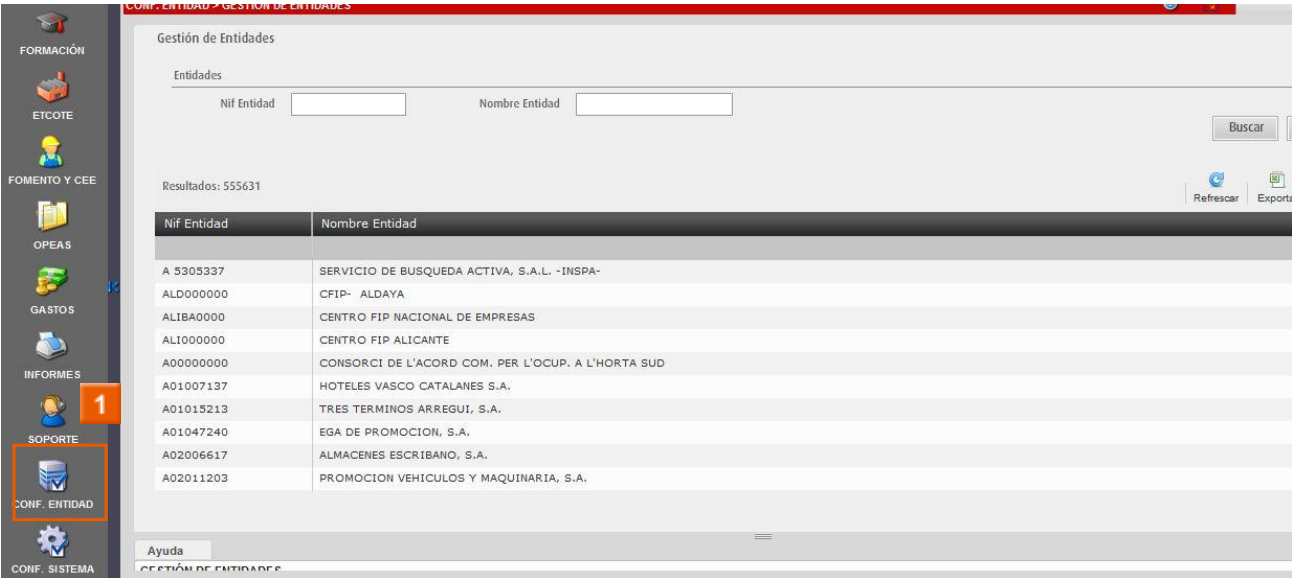 CONF. ENTIDAD > GESTIÓN DE ENTIDADES
FORMACIÓN
ETCOTE
FOMENTO Y CEE
OPEAS
GASTOS
INFORMES
1
SOPORTE
CONF. ENTIDAD
CONF. SISTEMA
Gestión de Entidades
Entidades
Nif Entidad
Nombre Entidad
Buscar
Resultados: 555631
Refrescar
Exporta
Nif Entidad Nombre Entidad
A 5305337 SERVICIO DE BUSQUEDA ACTIVA, S.A.L. -INSPA-
ALD000000 CFIP- ALDAYA
ALIBA0000 CENTRO FIP NACIONAL DE EMPRESAS
ALI000000 CENTRO FIP ALICANTE
A00000000 CONSORCI DE L'ACORD COM. PER L'OCUP. A L'HORTA SUD
A01007137 HOTELES VASCO CATALANES S.A.
A01015213 TRES TERMINOS ARREGUI, S.A.
A01047240 EGA DE PROMOCION, S.A.
A02006617 ALMACENES ESCRIBANO, S.A.
A02011203 PROMOCION VEHICULOS Y MAQUINARIA, S.A.
Ayuda
GESTIÓN DE ENTIDADES